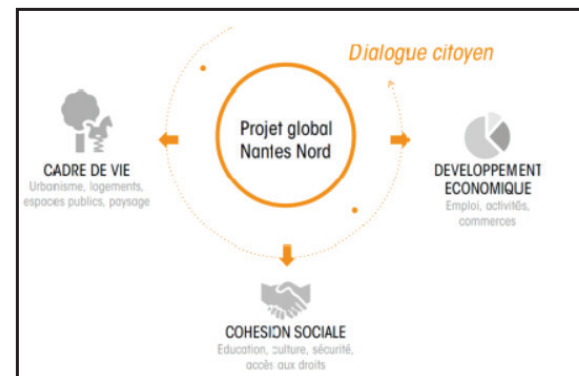 Dialogue citoyen
Projet global
Nantes Nord
CADRE DE VIE
Urbanisme, logements,
espaces publics, paysage
DEVELOPPEMENT
ECONOMIQUE
Emploi, activités,
commerces
COHESION SOCIALE
Education, culture, sécurité,
accès aux droits